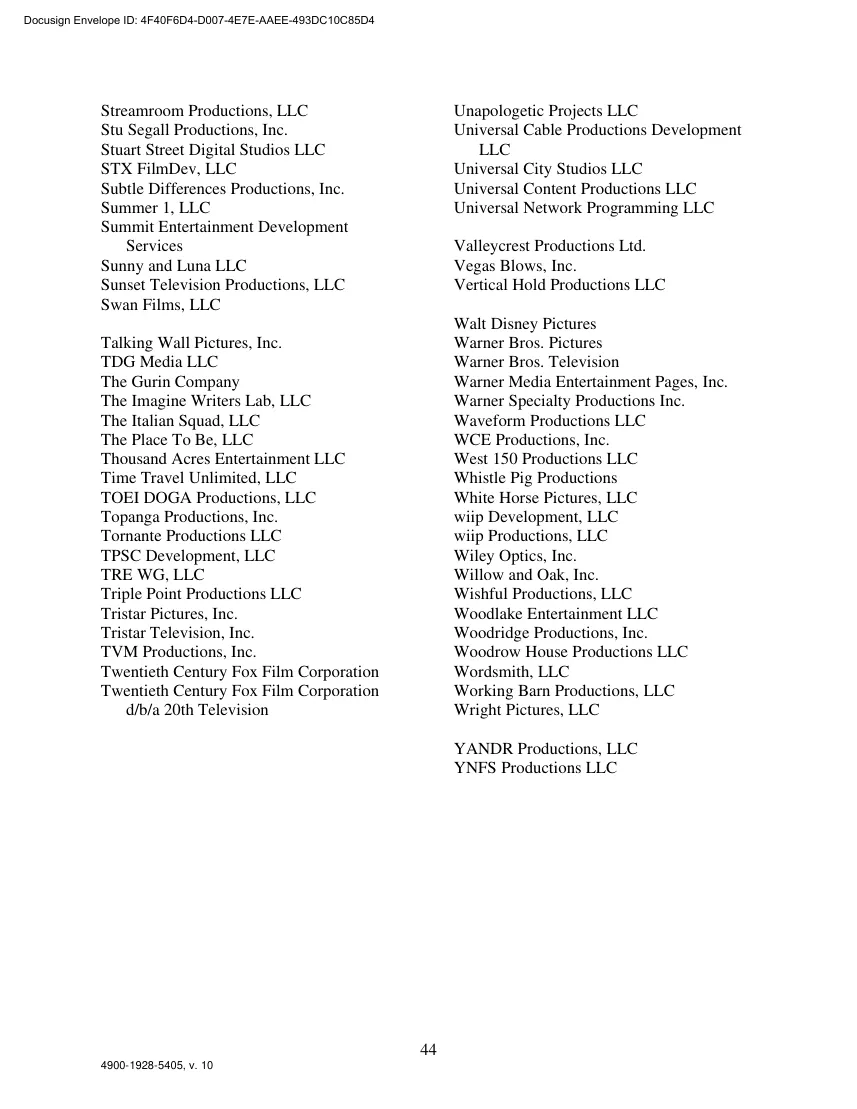 Docusign Envelope ID: 4F40F6D4-D007-4E7E-AAEE-493DC10C85D4
Streamroom Productions, LLC
Stu Segall Productions, Inc.
Stuart Street Digital Studios LLC
STX FilmDev, LLC
Subtle Differences Productions, Inc.
Summer 1, LLC
Summit Entertainment Development
Services
Sunny and Luna LLC
Sunset Television Productions, LLC
Swan Films, LLC
Talking Wall Pictures, Inc.
TDG Media LLC
The Gurin Company
The Imagine Writers Lab, LLC
The Italian Squad, LLC
The Place To Be, LLC
Thousand Acres Entertainment LLC
Time Travel Unlimited, LLC
TOEI DOGA Productions, LLC
Topanga Productions, Inc.
Tornante Productions LLC
TPSC Development, LLC
TRE WG, LLC
Triple Point Productions LLC
Tristar Pictures, Inc.
Tristar Television, Inc.
TVM Productions, Inc.
Twentieth Century Fox Film Corporation
Twentieth Century Fox Film Corporation
d/b/a 20th Television
Unapologetic Projects LLC
Universal Cable Productions Development
LLC
Universal City Studios LLC
Universal Content Productions LLC
Universal Network Programming LLC
Valleycrest Productions Ltd.
Vegas Blows, Inc.
Vertical Hold Productions LLC
Walt Disney Pictures
Warner Bros. Pictures
Warner Bros. Television
Warner Media Entertainment Pages, Inc.
Warner Specialty Productions Inc.
Waveform Productions LLC
WCE Productions, Inc.
West 150 Productions LLC
Whistle Pig Productions
White Horse Pictures, LLC
wiip Development, LLC
wiip Productions, LLC
Wiley Optics, Inc.
Willow and Oak, Inc.
Wishful Productions, LLC
Woodlake Entertainment LLC
Woodridge Productions, Inc.
Woodrow House Productions LLC
Wordsmith, LLC
Working Barn Productions, LLC
Wright Pictures, LLC
YANDR Productions, LLC
YNFS Productions LLC
44
4900-1928-5405, v. 10